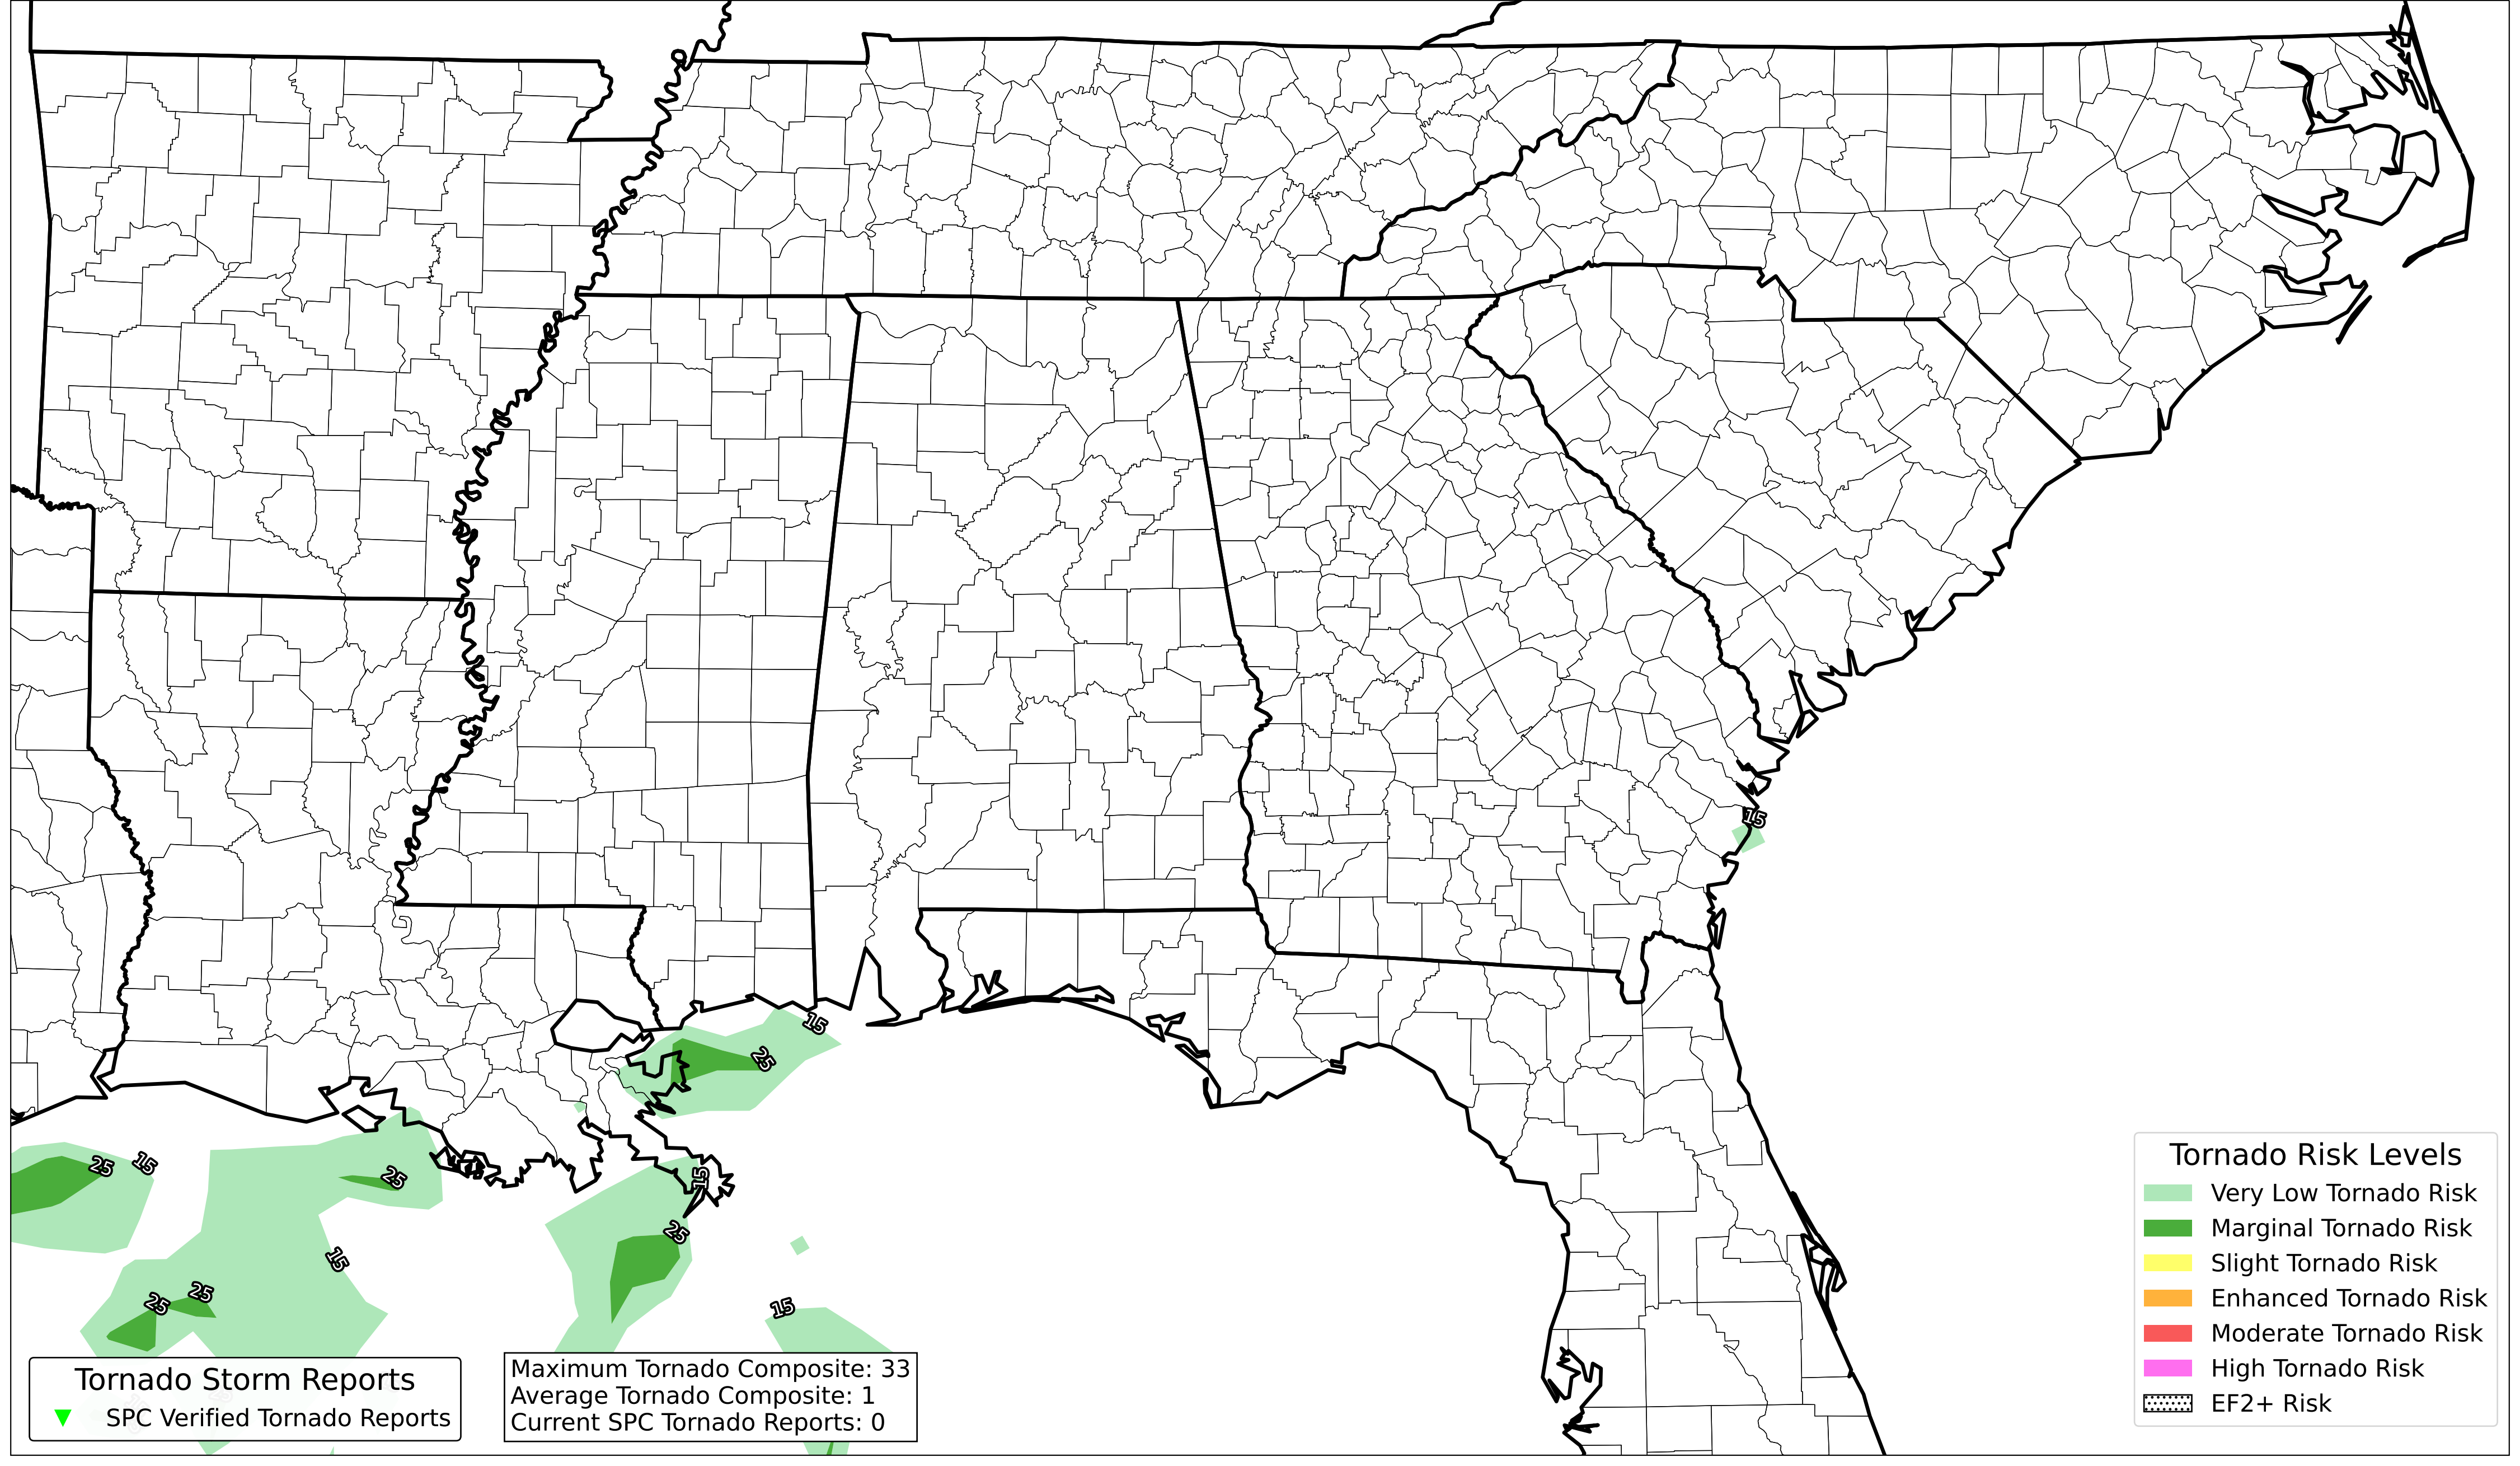 15
15
25
25
15
25
15
25
15
25
15
25
25
Tornado Risk Levels
Very Low Tornado Risk
Marginal Tornado Risk
Slight Tornado Risk
Enhanced Tornado Risk
Moderate Tornado Risk
High Tornado Risk
EF2+ Risk
Tornado Storm Reports
SPC Verified Tornado Reports
Maximum Tornado Composite: 33
Average Tornado Composite: 1
Current SPC Tornado Reports: 0